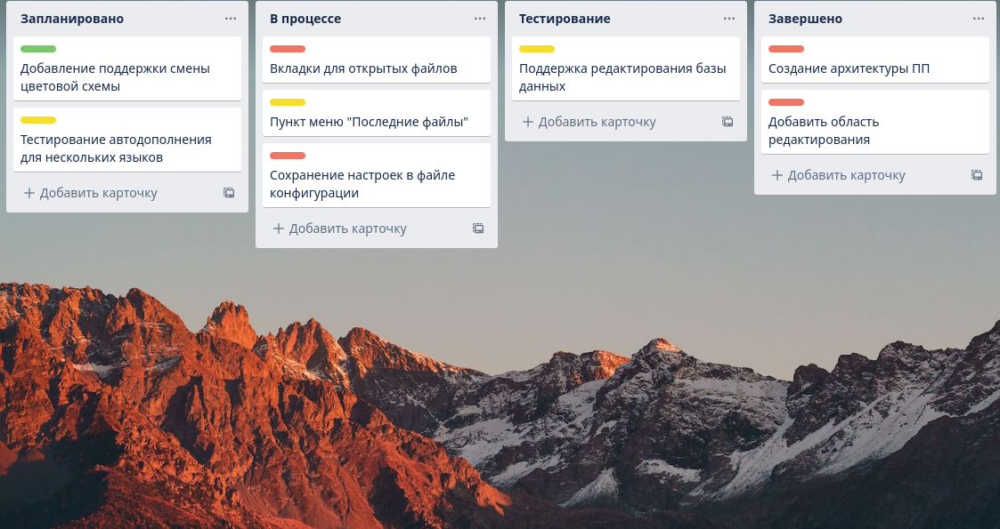 Запланировано
Добавление поддержки смены
цветовой схемы
Тестирование автодополнения
для нескольких языков
Добавить карточку
В процессе
Вкладки для открытых файлов
Пункт меню "Последние файлы"
Сохранение настроек в файле
конфигурации
Добавить карточку
Тестирование
Поддержка редактирования базы
данных
Добавить карточку
Завершено
Создание архитектуры ПП
Добавить область
редактирования
Добавить карточку